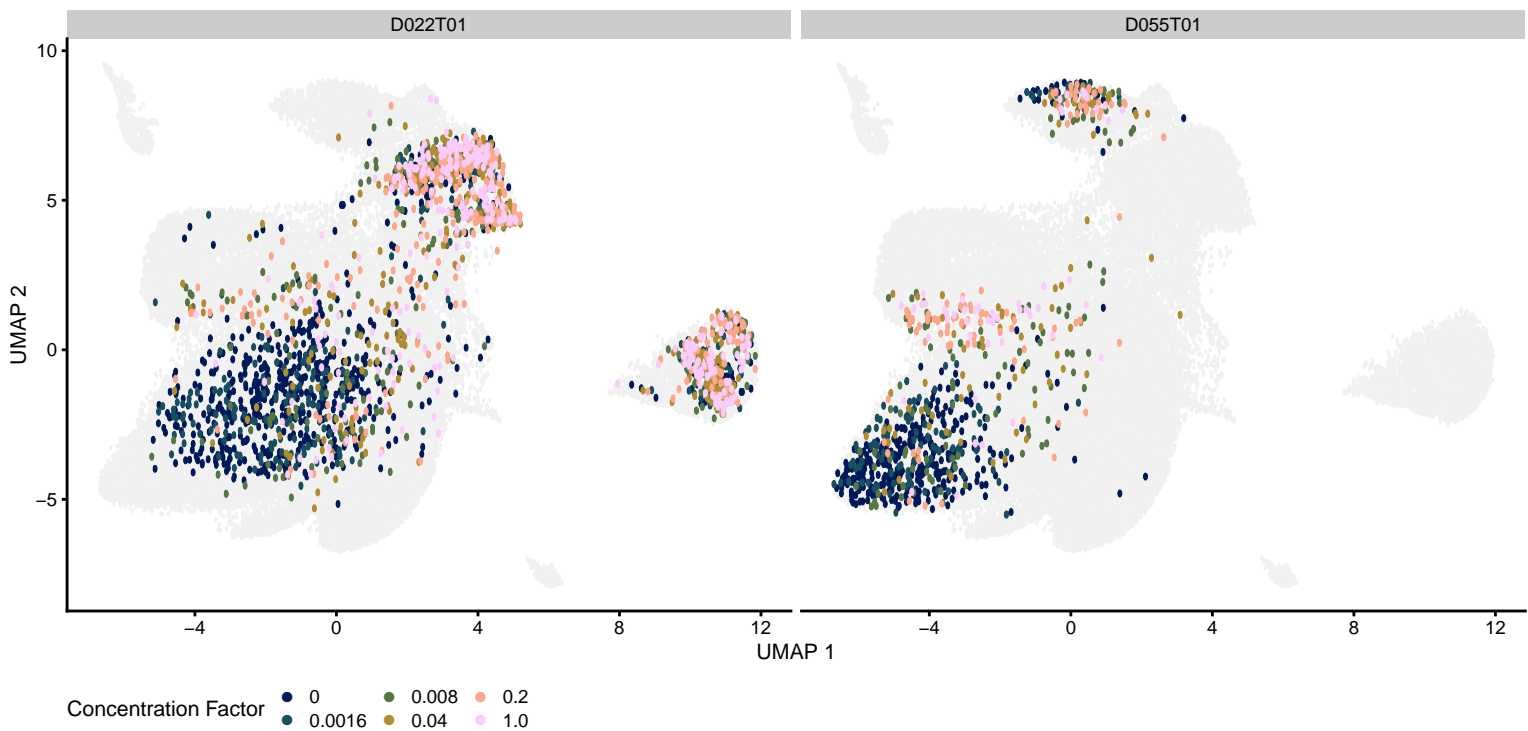 D022T01 D055T01
10
5
0
−5
UMAP 2
−4 0 4 8 12 −4 0 4 8 12
UMAP 1
Concentration Factor 0 0.008 0.2
0.0016 0.04 1.0